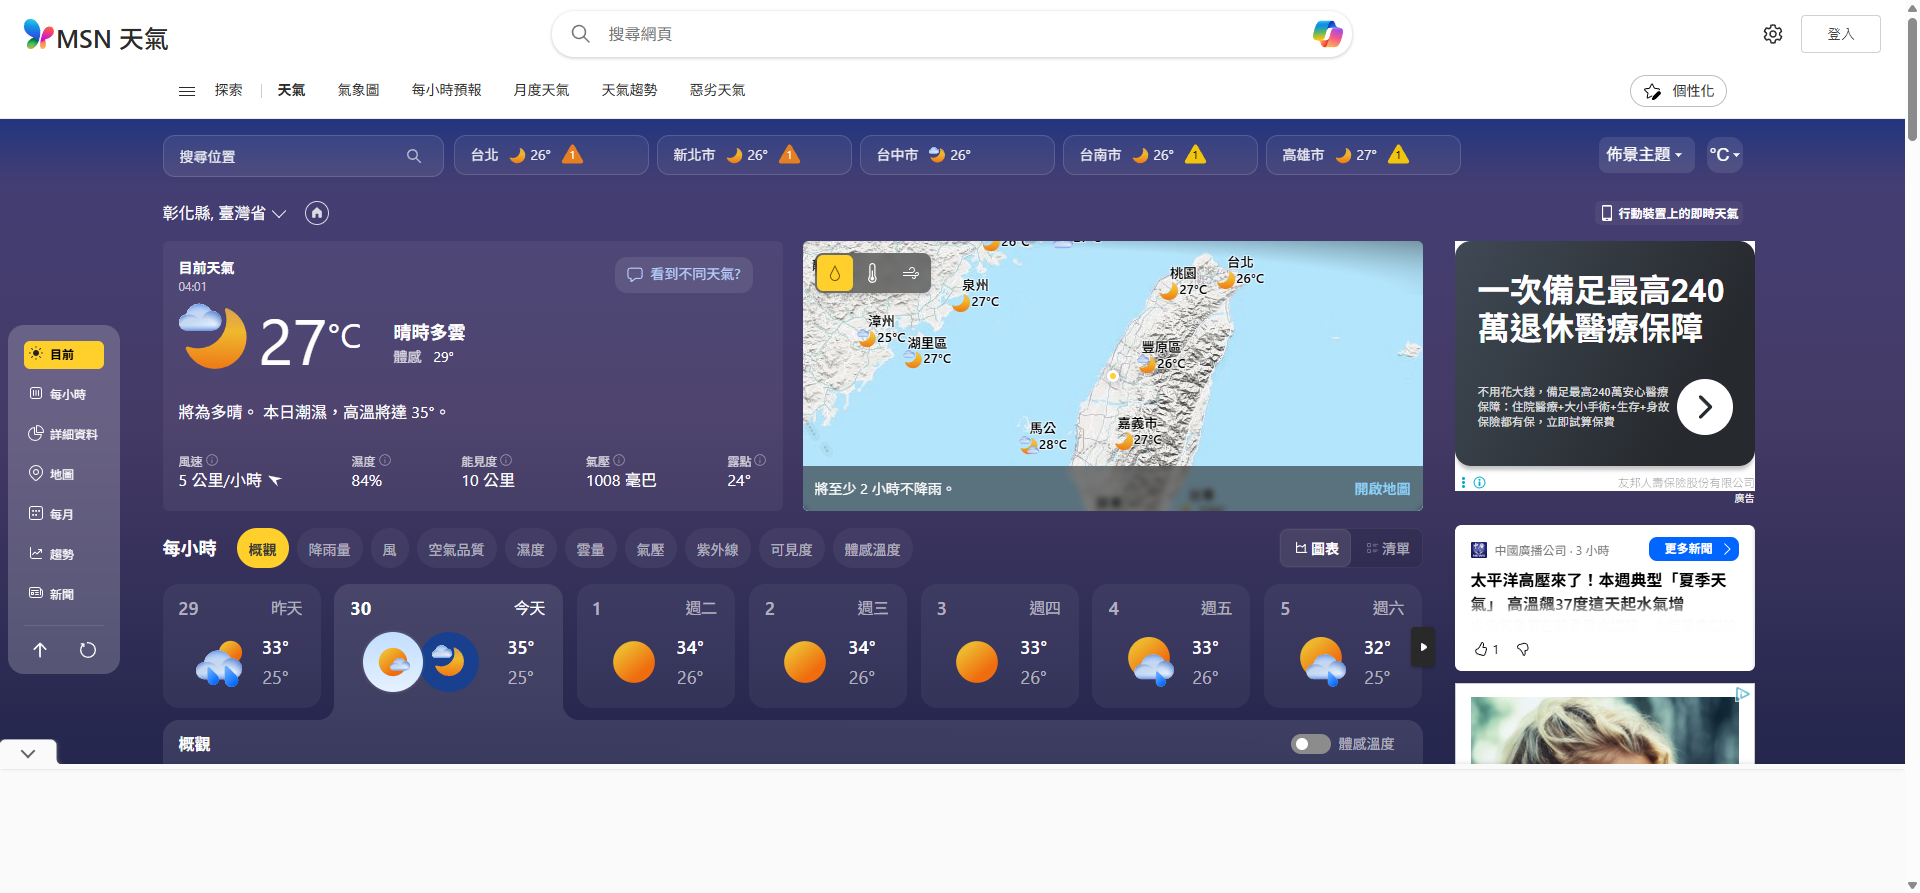 MSN 天氣
搜尋網頁
登入
探索
天氣
氣象圖
每小時預報
月度天氣
天氣趨勢
惡劣天氣
個性化
搜尋位置
台北 26° 1
新北市 26° 1
台中市 26°
台南市 26° 1
高雄市 27° 1
佈景主題
°C
彰化縣, 臺灣省
行動裝置上的即時天氣
目前天氣
04:01
看到不同天氣?
27°C
晴時多雲
體感 29°
將為多晴。 本日潮濕，高溫將達 35°。
風速
5 公里/小時
濕度
84%
能見度
10 公里
氣壓
1008 毫巴
露點
24°
目前
每小時
詳細資料
地圖
每月
趨勢
新聞
台北
26°C
桃園
27°C
泉州
27°C
漳州
25°C
湖里區
27°C
豐原區
26°C
馬公
28°C
嘉義市
27°C
將至少 2 小時不降雨。
開啟地圖
一次備足最高240
萬退休醫療保障
不用花大錢，備足最高240萬安心醫療
保障：住院醫療+大小手術+生存+身故
保險都有保，立即試算保費
友邦人壽保險股份有限公司
廣告
每小時
概觀
降雨量
風
空氣品質
濕度
雲量
氣壓
紫外線
可見度
體感溫度
圖表
清單
29 昨天
33°
25°
30 今天
35°
25°
1 週二
34°
26°
2 週三
34°
26°
3 週四
33°
26°
4 週五
33°
26°
5 週六
32°
25°
概觀
體感溫度
中國廣播公司 · 3 小時
更多新聞
太平洋高壓來了！本週典型「夏季天
氣」 高溫飆37度這天起水氣增
1